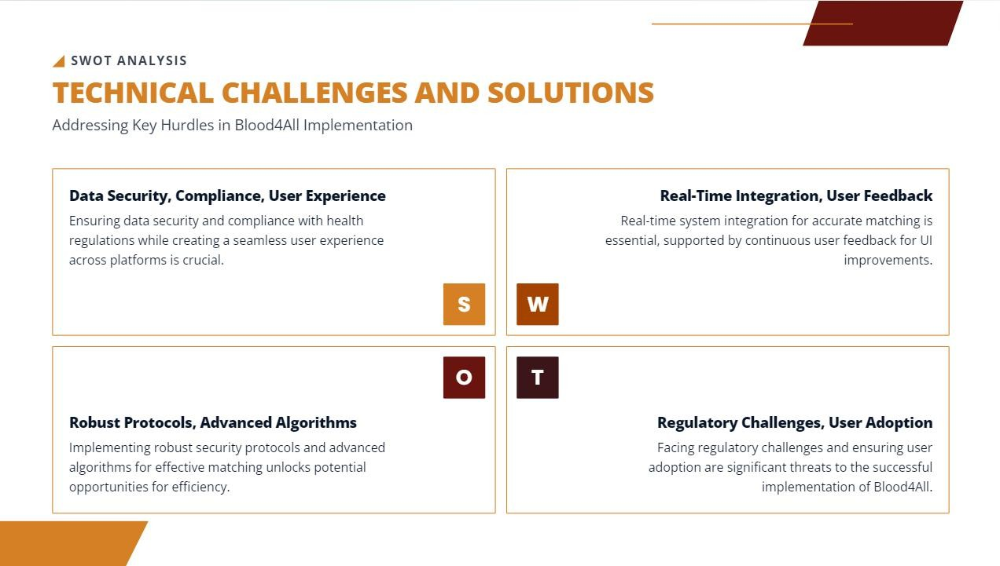 SWOT ANALYSIS
TECHNICAL CHALLENGES AND SOLUTIONS
Addressing Key Hurdles in Blood4All Implementation
Data Security, Compliance, User Experience
Ensuring data security and compliance with health
regulations while creating a seamless user experience
across platforms is crucial.
S
Real-Time Integration, User Feedback
Real-time system integration for accurate matching is
essential, supported by continuous user feedback for UI
improvements.
W
O
Robust Protocols, Advanced Algorithms
Implementing robust security protocols and advanced
algorithms for effective matching unlocks potential
opportunities for efficiency.
T
Regulatory Challenges, User Adoption
Facing regulatory challenges and ensuring user
adoption are significant threats to the successful
implementation of Blood4All.